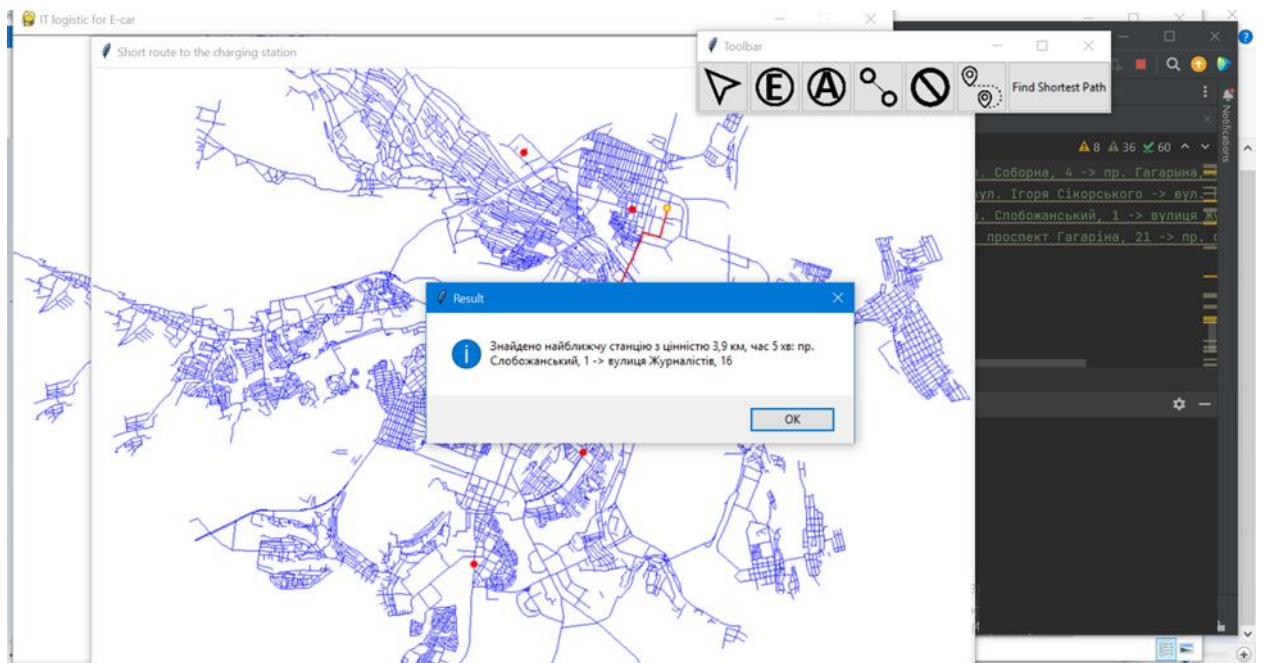 IT logistic for E-car
Short route to the charging station
Toolbar
E
A
Find Shortest Path
Notifications
8 36 60
Соборна, 4 -> пр. Гагарына,
вул. Ігоря Сікорського -> вул.
Слобожанський, 1 -> вулиця
проспект Гагаріна, 21 -> пр.
Result
Знайдено найближчу станцію з цінністю 3,9 км, час 5 хв: пр.
Слобожанський, 1 -> вулиця Журналістів, 16
OK